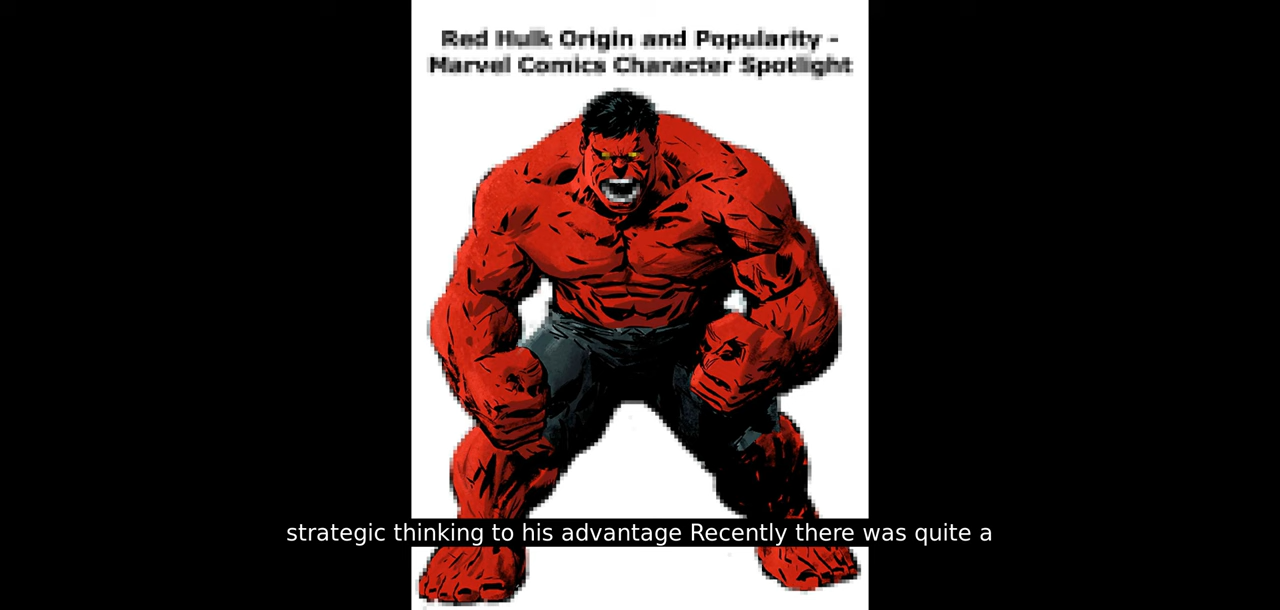 Red Hulk Origin and Popularity -
Marvel Comics Character Spotlight
strategic thinking to his advantage Recently there was quite a